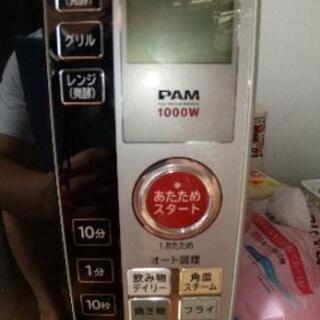 (発酵)
グリル
レンジ
(発酵)
PAM
1000W
あたため
スタート
1あたため
オート調理
10分
1分
10秒
飲み物
デイリー
角皿
スチーム
焼き物
フライ